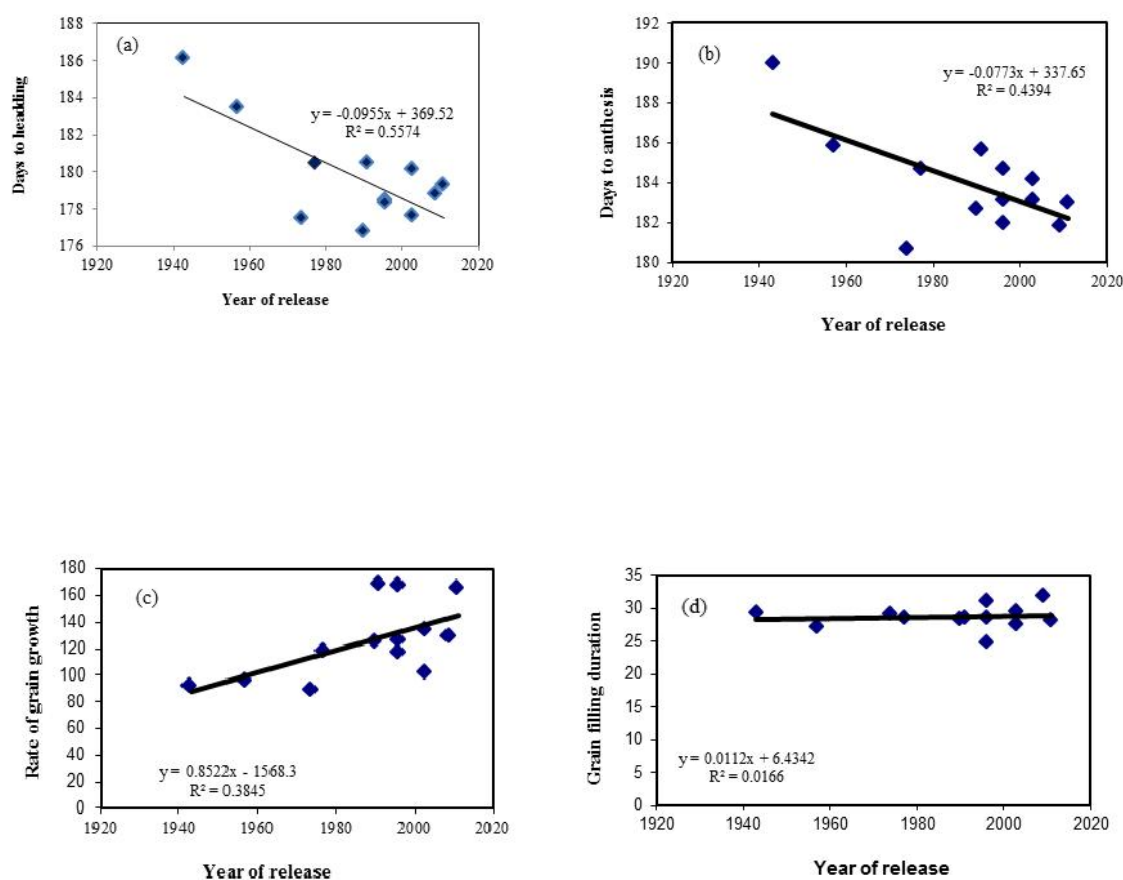 (a)
Days to headding
188
186
184
182
180
178
176
y = -0.0955x + 369.52
R² = 0.5574
1920
1940
1960
1980
2000
2020
Year of release
(b)
Days to anthesis
192
190
188
186
184
182
180
y = -0.0773x + 337.65
R² = 0.4394
1920
1940
1960
1980
2000
2020
Year of release
(c)
Rate of grain growth
180
160
140
120
100
80
60
40
20
0
y = 0.8522x - 1568.3
R² = 0.3845
1920
1940
1960
1980
2000
2020
Year of release
(d)
Grain filling duration
35
30
25
20
15
10
5
0
y = 0.0112x + 6.4342
R² = 0.0166
1920
1940
1960
1980
2000
2020
Year of release